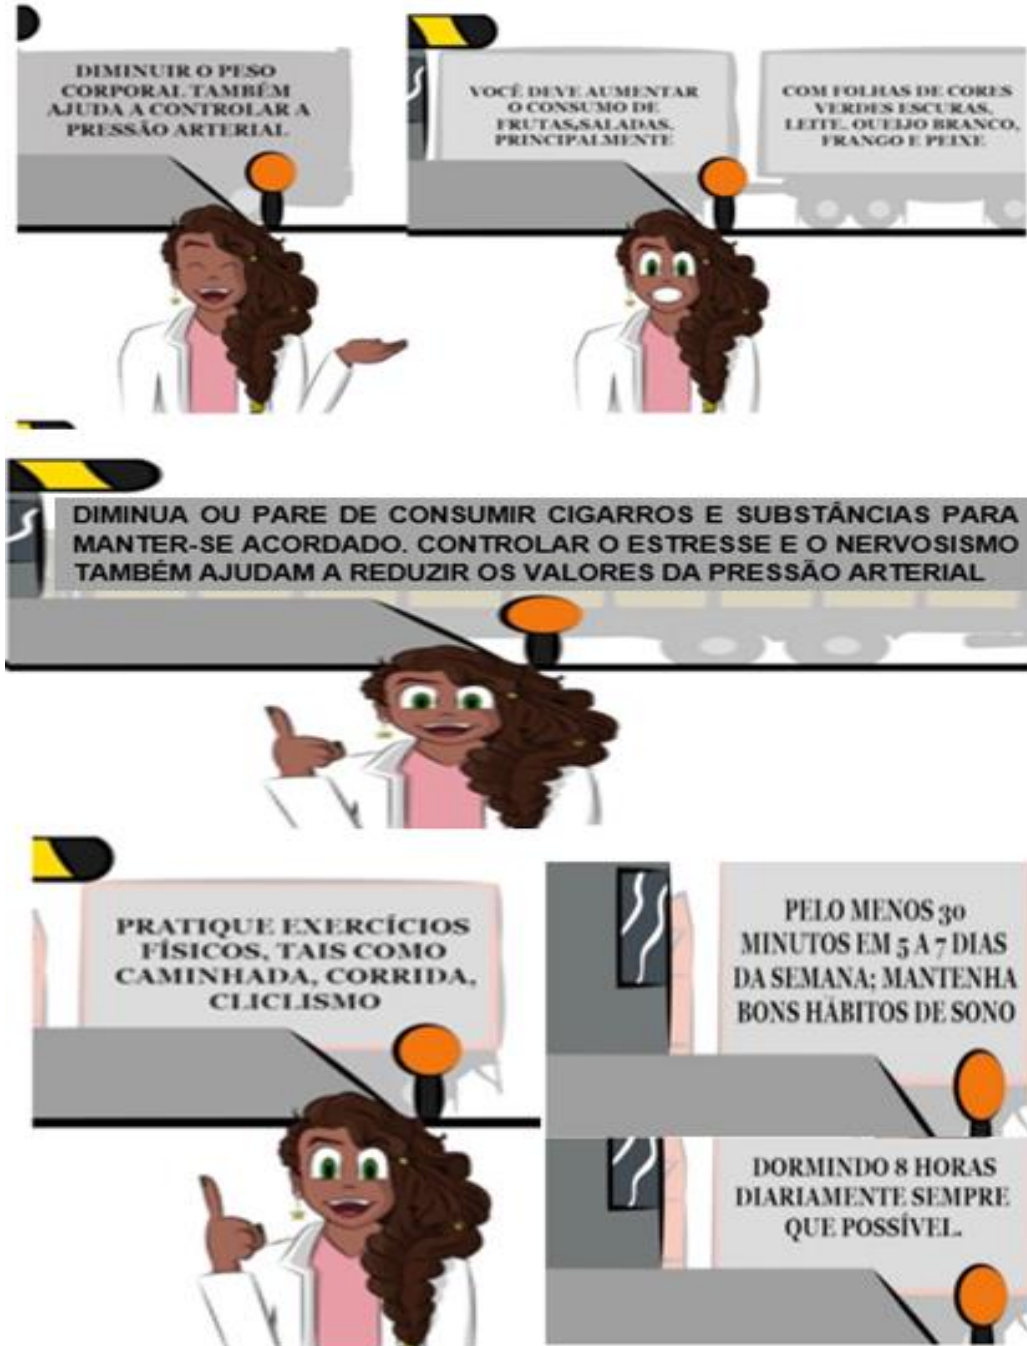 DIMINUIR O PESO
CORPORAL TAMBÉM
AJUDA A CONTROLAR A
PRESSÃO ARTERIAL
VOCÊ DEVE AUMENTAR
O CONSUMO DE
FRUTAS,SALADAS,
PRINCIPALMENTE
COM FOLHAS DE CORES
VERDES ESCURAS,
LEITE, QUEIJO BRANCO,
FRANGO E PEIXE
DIMINUA OU PARE DE CONSUMIR CIGARROS E SUBSTÂNCIAS PARA
MANTER-SE ACORDADO. CONTROLAR O ESTRESSE E O NERVOSISMO
TAMBÉM AJUDAM A REDUZIR OS VALORES DA PRESSÃO ARTERIAL
PRATIQUE EXERCÍCIOS
FÍSICOS, TAIS COMO
CAMINHADA, CORRIDA,
CLICLISMO
PELO MENOS 30
MINUTOS EM 5 A 7 DIAS
DA SEMANA; MANTENHA
BONS HÁBITOS DE SONO
DORMINDO 8 HORAS
DIARIAMENTE SEMPRE
QUE POSSÍVEL.